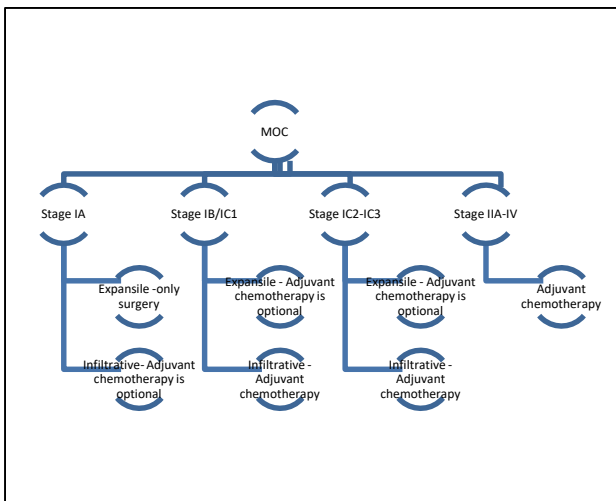 MOC
Stage IA
Stage IB/IC1
Stage IC2-IC3
Stage IIA-IV
Expansile -only
surgery
Expansile - Adjuvant
chemotherapy is
optional
Expansile - Adjuvant
chemotherapy is
optional
Adjuvant
chemotherapy
Infiltrative- Adjuvant
chemotherapy is
optional
Infiltrative -
Adjuvant
chemotherapy
Infiltrative -
Adjuvant
chemotherapy